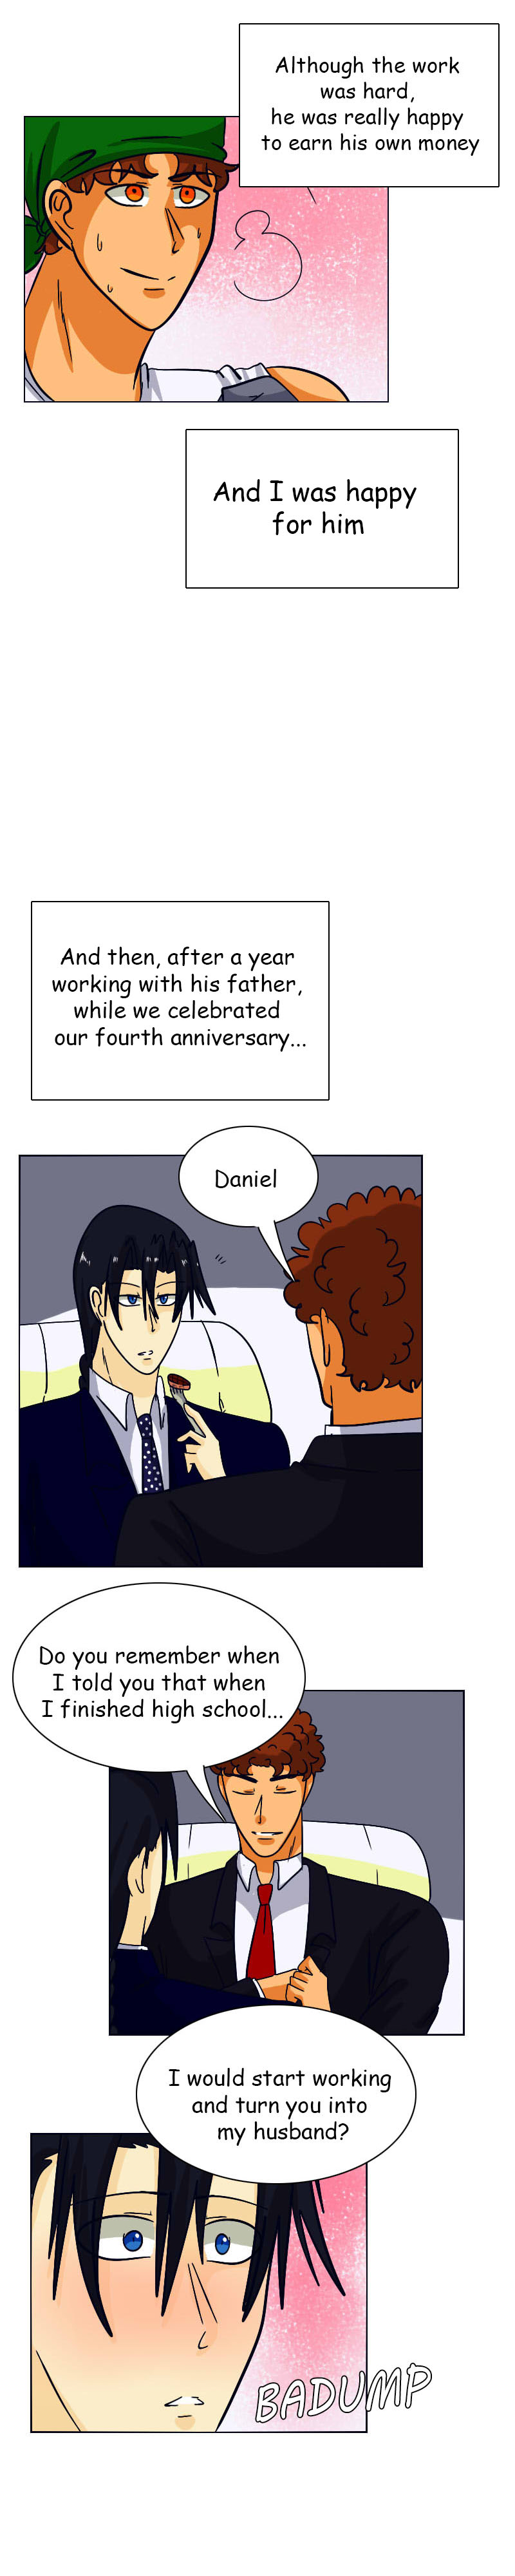 Although the work
was hard,
he was really happy
to earn his own money
And I was happy
for him
And then, after a year
working with his father,
while we celebrated
our fourth anniversary...
Daniel
Do you remember when
I told you that when
I finished high school...
I would start working
and turn you into
my husband?
BADUMP